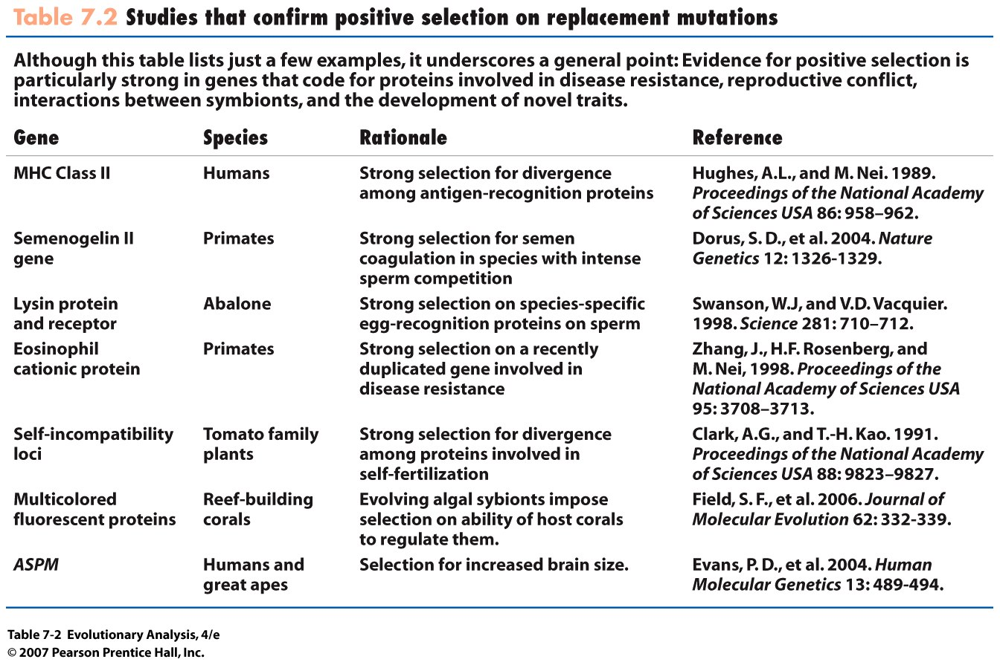 Table 7.2 Studies that confirm positive selection on replacement mutations
Although this table lists just a few examples, it underscores a general point: Evidence for positive selection is
particularly strong in genes that code for proteins involved in disease resistance, reproductive conflict,
interactions between symbionts, and the development of novel traits.
Gene Species Rationale Reference
MHC Class II Humans Strong selection for divergence Hughes, A.L., and M. Nei. 1989.
among antigen-recognition proteins Proceedings of the National Academy
of Sciences USA 86: 958–962.
Semenogelin II Primates Strong selection for semen Dorus, S. D., et al. 2004. Nature
gene coagulation in species with intense Genetics 12: 1326-1329.
sperm competition
Lysin protein Abalone Strong selection on species-specific Swanson, W.J, and V.D. Vacquier.
and receptor egg-recognition proteins on sperm 1998. Science 281: 710–712.
Eosinophil Primates Strong selection on a recently Zhang, J., H.F. Rosenberg, and
cationic protein duplicated gene involved in M. Nei, 1998. Proceedings of the
disease resistance National Academy of Sciences USA
95: 3708–3713.
Self-incompatibility Tomato family Strong selection for divergence Clark, A.G., and T.-H. Kao. 1991.
loci plants among proteins involved in Proceedings of the National Academy
self-fertilization of Sciences USA 88: 9823–9827.
Multicolored Reef-building Evolving algal sybionts impose Field, S. F., et al. 2006. Journal of
fluorescent proteins corals selection on ability of host corals Molecular Evolution 62: 332-339.
to regulate them.
ASPM Humans and Selection for increased brain size. Evans, P. D., et al. 2004. Human
great apes Molecular Genetics 13: 489-494.
Table 7-2 Evolutionary Analysis, 4/e
© 2007 Pearson Prentice Hall, Inc.